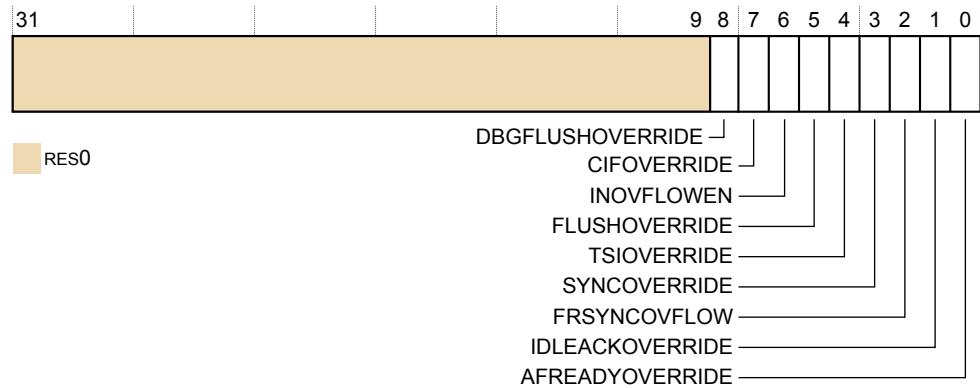 31 9 8 7 6 5 4 3 2 1 0
DBGFLUSHOVERRIDE
RES0
CIFOVERRIDE
INOVFLOWEN
FLUSHOVERRIDE
TSIOVERRIDE
SYNCOVERRIDE
FRSYNCOVFLOW
IDLEACKOVERRIDE
AFREADYOVERRIDE